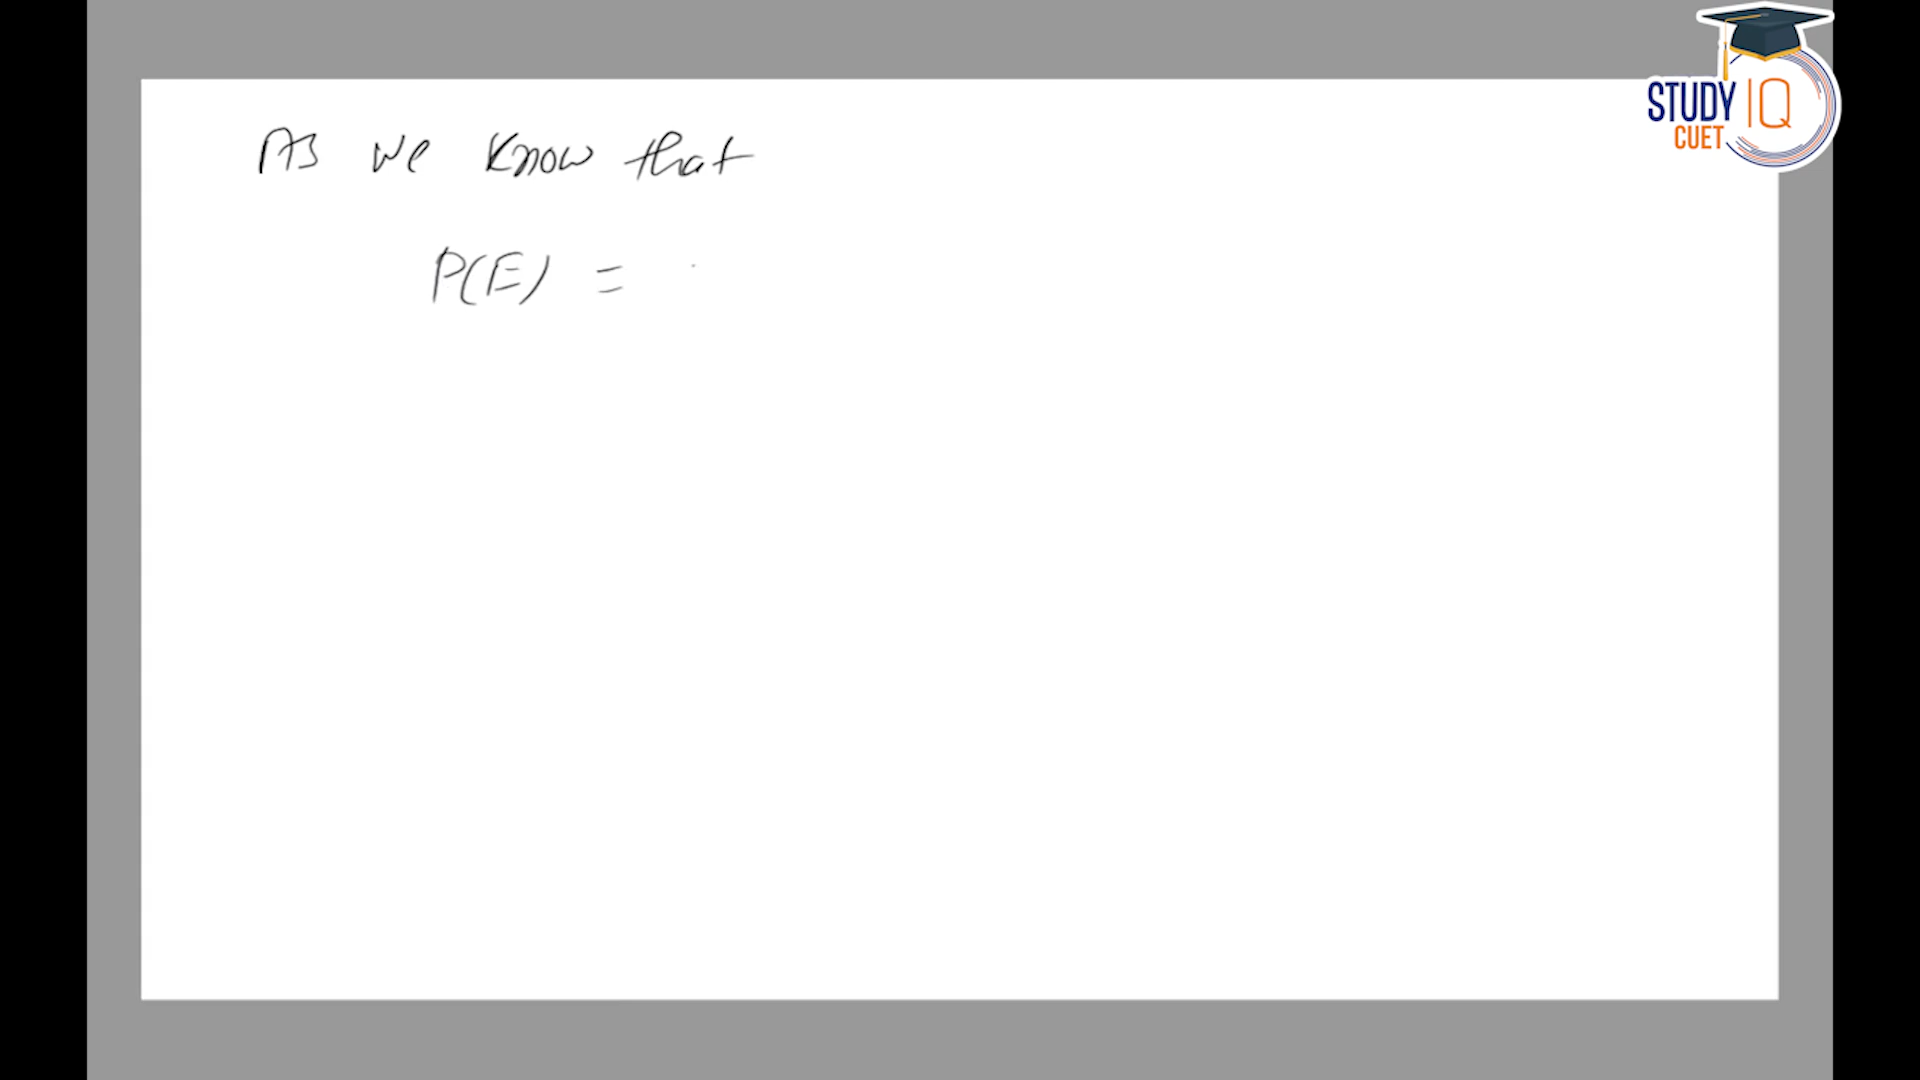 As we know that
P(E) =
STUDY IQ
CUET